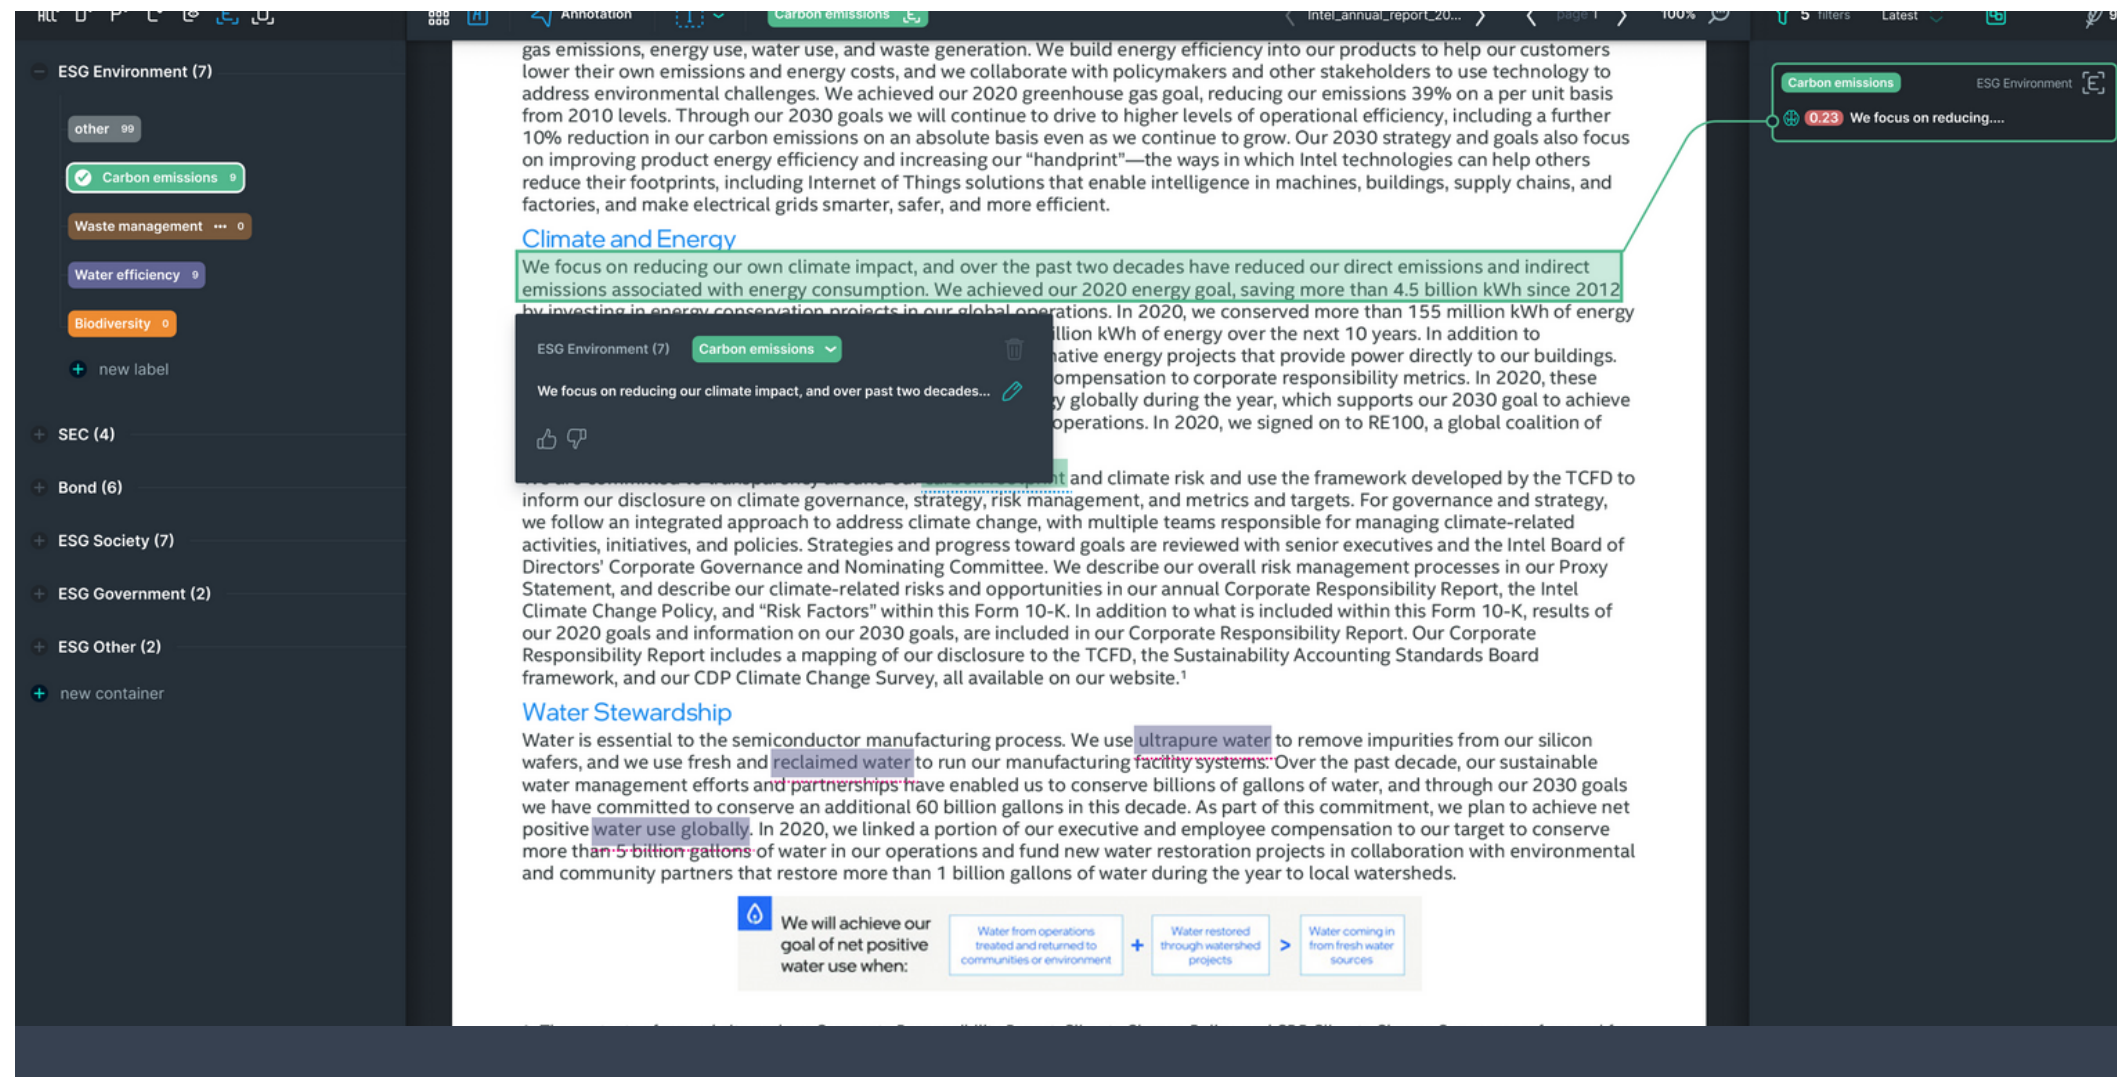 All
Annotation
Carbon emissions
Intel_annual_report_20...
page 1
100%
5 filters
Latest
9
ESG Environment (7)
other 99
Carbon emissions 9
Waste management ••• 0
Water efficiency 9
Biodiversity 0
+ new label
SEC (4)
Bond (6)
ESG Society (7)
ESG Government (2)
ESG Other (2)
+ new container
gas emissions, energy use, water use, and waste generation. We build energy efficiency into our products to help our customers
lower their own emissions and energy costs, and we collaborate with policymakers and other stakeholders to use technology to
address environmental challenges. We achieved our 2020 greenhouse gas goal, reducing our emissions 39% on a per unit basis
from 2010 levels. Through our 2030 goals we will continue to drive to higher levels of operational efficiency, including a further
10% reduction in our carbon emissions on an absolute basis even as we continue to grow. Our 2030 strategy and goals also focus
on improving product energy efficiency and increasing our “handprint”—the ways in which Intel technologies can help others
reduce their footprints, including Internet of Things solutions that enable intelligence in machines, buildings, supply chains, and
factories, and make electrical grids smarter, safer, and more efficient.
Climate and Energy
We focus on reducing our own climate impact, and over the past two decades have reduced our direct emissions and indirect
emissions associated with energy consumption. We achieved our 2020 energy goal, saving more than 4.5 billion kWh since 2012
by investing in energy conservation projects in our global operations. In 2020, we conserved more than 155 million kWh of energy
illion kWh of energy over the next 10 years. In addition to
native energy projects that provide power directly to our buildings.
ompensation to corporate responsibility metrics. In 2020, these
y globally during the year, which supports our 2030 goal to achieve
operations. In 2020, we signed on to RE100, a global coalition of
ESG Environment (7) Carbon emissions
We focus on reducing our climate impact, and over past two decades...
and climate risk and use the framework developed by the TCFD to
inform our disclosure on climate governance, strategy, risk management, and metrics and targets. For governance and strategy,
we follow an integrated approach to address climate change, with multiple teams responsible for managing climate-related
activities, initiatives, and policies. Strategies and progress toward goals are reviewed with senior executives and the Intel Board of
Directors' Corporate Governance and Nominating Committee. We describe our overall risk management processes in our Proxy
Statement, and describe our climate-related risks and opportunities in our annual Corporate Responsibility Report, the Intel
Climate Change Policy, and “Risk Factors” within this Form 10-K. In addition to what is included within this Form 10-K, results of
our 2020 goals and information on our 2030 goals, are included in our Corporate Responsibility Report. Our Corporate
Responsibility Report includes a mapping of our disclosure to the TCFD, the Sustainability Accounting Standards Board
framework, and our CDP Climate Change Survey, all available on our website.¹
Water Stewardship
Water is essential to the semiconductor manufacturing process. We use ultrapure water to remove impurities from our silicon
wafers, and we use fresh and reclaimed water to run our manufacturing facility systems. Over the past decade, our sustainable
water management efforts and partnerships have enabled us to conserve billions of gallons of water, and through our 2030 goals
we have committed to conserve an additional 60 billion gallons in this decade. As part of this commitment, we plan to achieve net
positive water use globally. In 2020, we linked a portion of our executive and employee compensation to our target to conserve
more than 5 billion gallons of water in our operations and fund new water restoration projects in collaboration with environmental
and community partners that restore more than 1 billion gallons of water during the year to local watersheds.
We will achieve our
goal of net positive
water use when:
Water from operations
treated and returned to
communities or environment
+
Water restored
through watershed
projects
>
Water coming in
from fresh water
sources
Carbon emissions ESG Environment [E]
0.23 We focus on reducing....